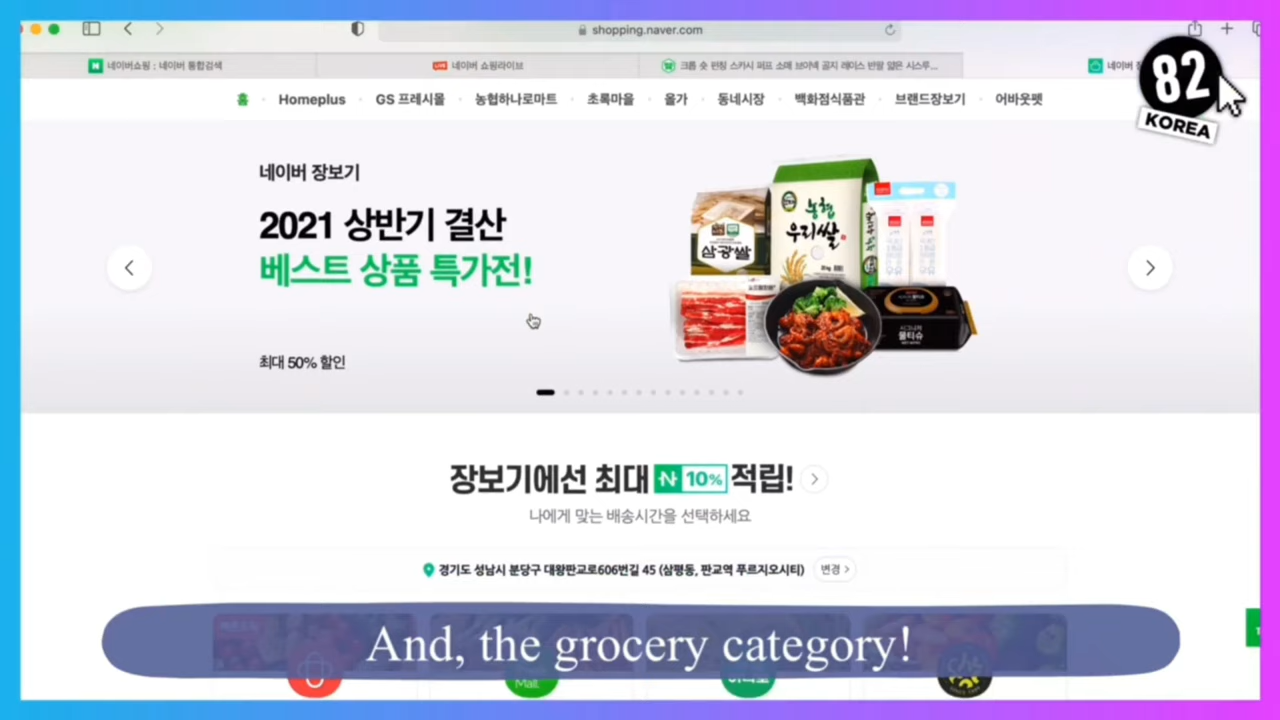 shopping.naver.com
네이버쇼핑 : 네이버 통합검색
LIVE 네이버 쇼핑라이브
크롭 숏 펀칭 스카시 퍼프 소매 브이넥 골지 레이스 반팔 얇은 시스루...
네이버
82
KOREA
홈 · Homeplus · GS 프레시몰 · 농협하나로마트 · 초록마을 · 올가 · 동네시장 · 백화점식품관 · 브랜드장보기 · 어바웃펫
네이버 장보기
2021 상반기 결산
베스트 상품 특가전!
최대 50% 할인
삼광쌀
농협
우리쌀
시그니처
물티슈
장보기에선 최대 N 10% 적립!
나에게 맞는 배송시간을 선택하세요
경기도 성남시 분당구 대왕판교로606번길 45 (삼평동, 판교역 푸르지오시티)
변경
And, the grocery category!
Mall